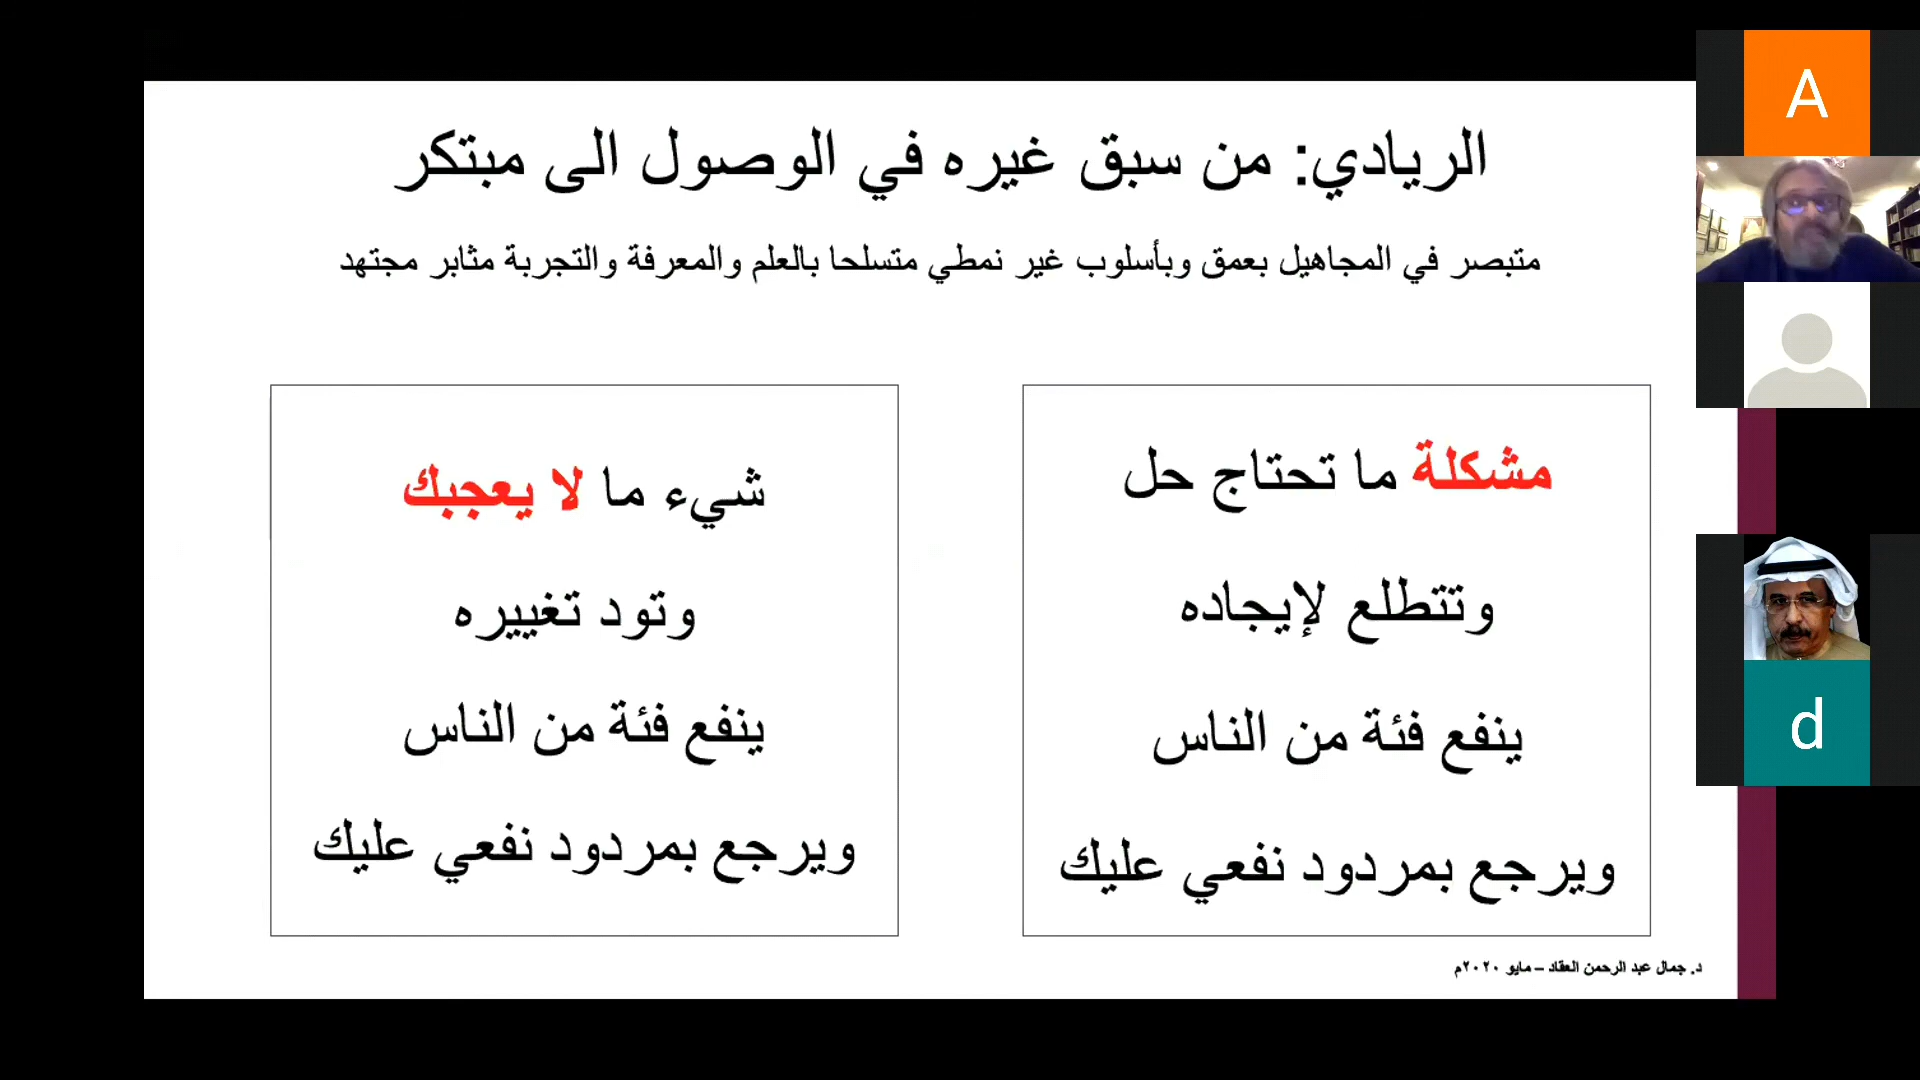 الريادي: من سبق غيره في الوصول الى مبتكر
متبصر في المجاهيل بعمق وبأسلوب غير نمطي متسلحا بالعلم والمعرفة والتجربة مثابر مجتهد
مشكلة ما تحتاج حل
وتتطلع لإيجاده
ينفع فئة من الناس
ويرجع بمردود نفعي عليك
شيء ما لا يعجبك
وتود تغييره
ينفع فئة من الناس
ويرجع بمردود نفعي عليك
د. جمال عبد الرحمن العقاد – مايو ٢٠٢٠م
A
d